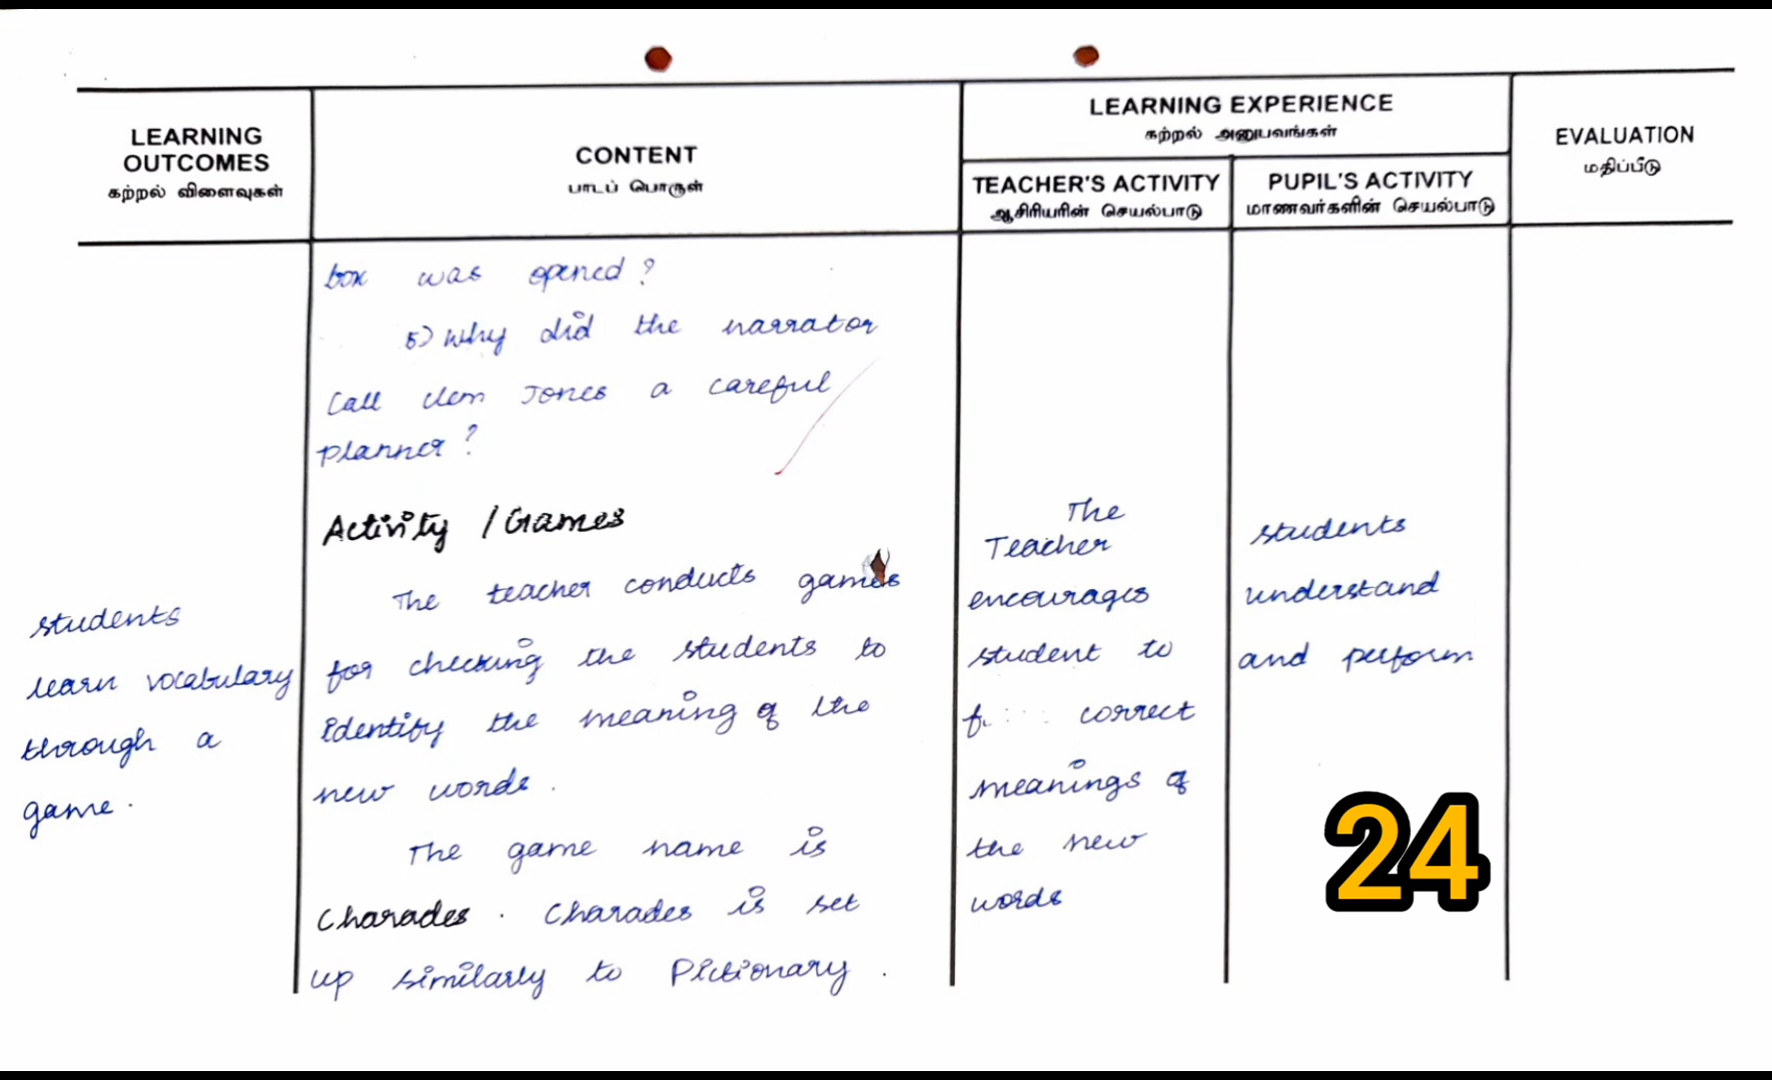 LEARNING
OUTCOMES
கற்றல் விளைவுகள்
CONTENT
பாடப் பொருள்
LEARNING EXPERIENCE
கற்றல் அனுபவங்கள்
TEACHER'S ACTIVITY
ஆசிரியரின் செயல்பாடு
PUPIL'S ACTIVITY
மாணவர்களின் செயல்பாடு
EVALUATION
மதிப்பீடு
students
learn vocabulary
through a
game.
box was opened?
5) Why did the narrator
Call clem Jones a careful
planner?
Activity / Games
The teacher conducts games
for checking the students to
identify the meaning of the
new words.
The game name is
Charades. Charades is set
up similarly to Pictionary.
The
Teacher
encourages
student to
correct
meanings of
the new
words
students
understand
and perform
24